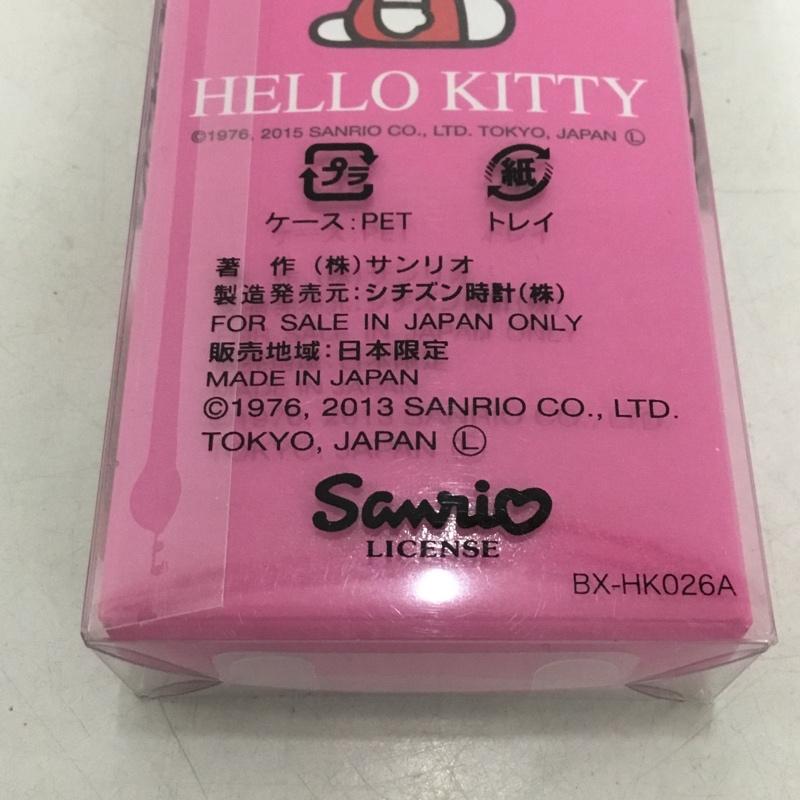 HELLO KITTY
©1976, 2015 SANRIO CO., LTD. TOKYO, JAPAN Ⓛ
プラ 紙
ケース:PET トレイ
著 作 (株)サンリオ
製造発売元:シチズン時計(株)
FOR SALE IN JAPAN ONLY
販売地域:日本限定
MADE IN JAPAN
©1976, 2013 SANRIO CO., LTD.
TOKYO, JAPAN Ⓛ
Sanrio
LICENSE
BX-HK026A